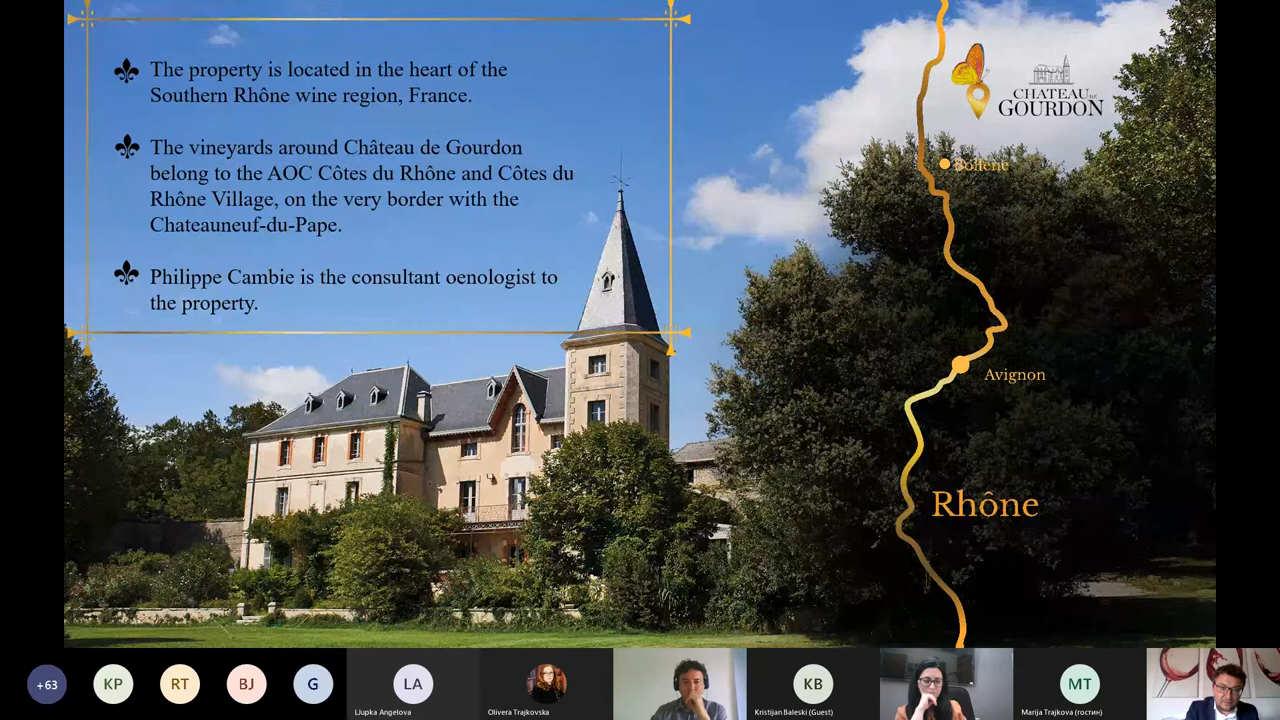 The property is located in the heart of the
Southern Rhône wine region, France.
The vineyards around Château de Gourdon
belong to the AOC Côtes du Rhône and Côtes du
Rhône Village, on the very border with the
Chateauneuf-du-Pape.
Philippe Cambie is the consultant oenologist to
the property.
CHATEAU DE
GOURDON
Bollene
Avignon
Rhône
+63
KP
RT
BJ
G
LA
KB
MT
Ljupka Angelova
Olivera Trajkovska
Kristijan Baleski (Guest)
Marija Trajkova (гостин)